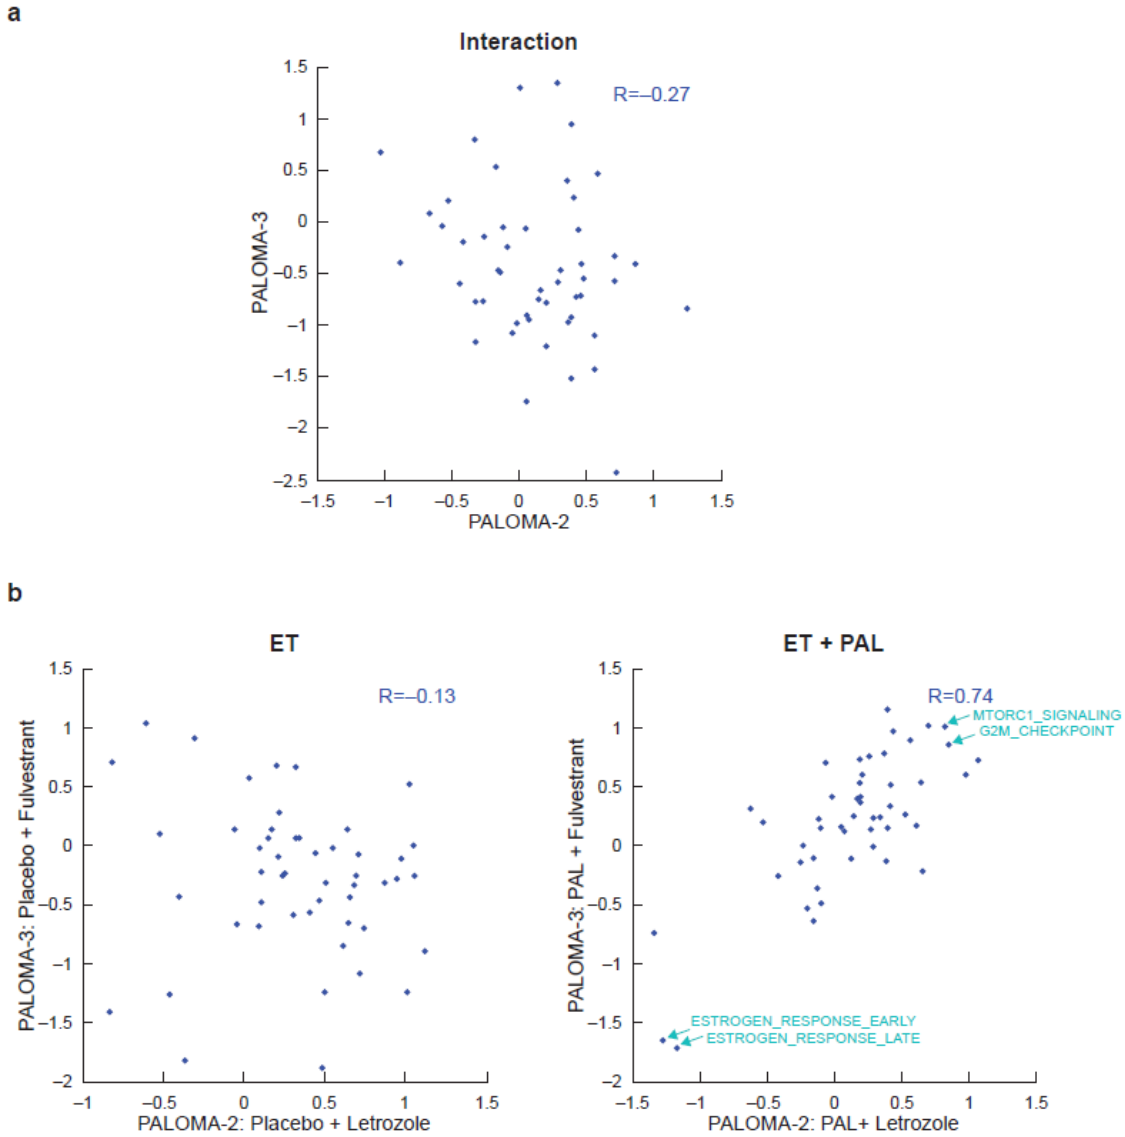 a
Interaction
R=–0.27
1.5
1
0.5
0
–0.5
–1
–1.5
–2
–2.5
PALOMA-3
–1.5 –1 –0.5 0 0.5 1 1.5
PALOMA-2
b
ET
R=–0.13
1.5
1
0.5
0
–0.5
–1
–1.5
–2
PALOMA-3: Placebo + Fulvestrant
–1 –0.5 0 0.5 1 1.5
PALOMA-2: Placebo + Letrozole
ET + PAL
R=0.74
MTORC1_SIGNALING
G2M_CHECKPOINT
1.5
1
0.5
0
–0.5
–1
–1.5
–2
PALOMA-3: PAL + Fulvestrant
ESTROGEN_RESPONSE_EARLY
ESTROGEN_RESPONSE_LATE
–1.5 –1 –0.5 0 0.5 1 1.5
PALOMA-2: PAL+ Letrozole